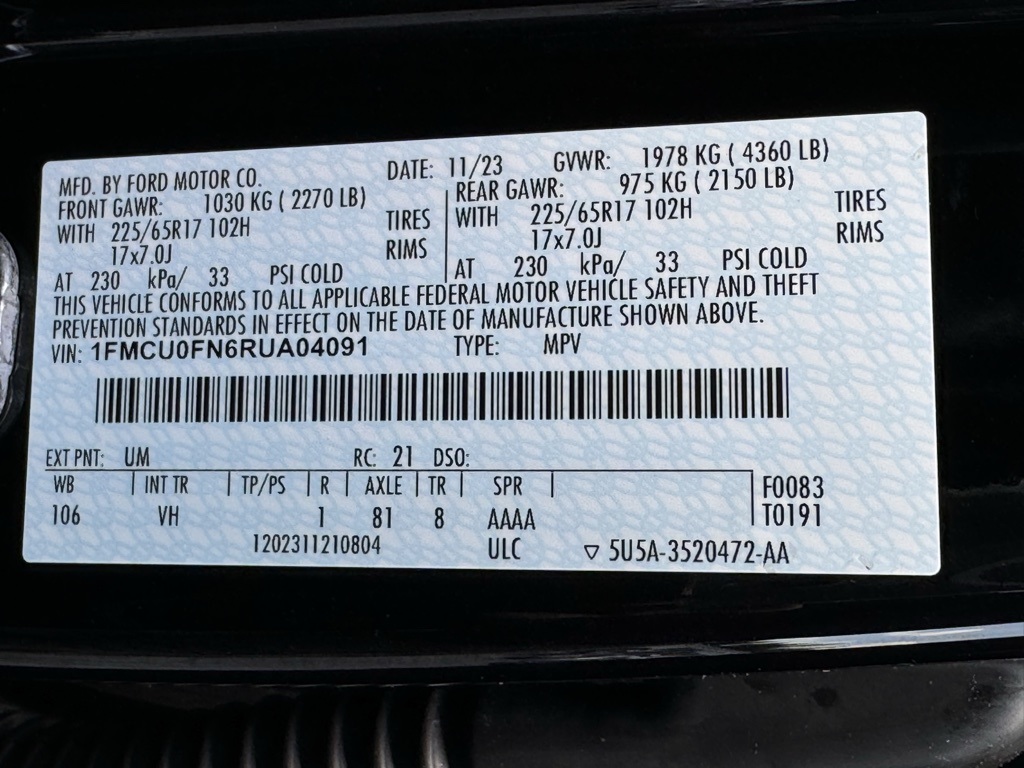 MFD. BY FORD MOTOR CO. DATE: 11/23 GVWR: 1978 KG ( 4360 LB)
FRONT GAWR: 1030 KG ( 2270 LB) REAR GAWR: 975 KG ( 2150 LB)
WITH 225/65R17 102H TIRES WITH 225/65R17 102H TIRES
17x7.0J RIMS 17x7.0J RIMS
AT 230 kPa/ 33 PSI COLD AT 230 kPa/ 33 PSI COLD
THIS VEHICLE CONFORMS TO ALL APPLICABLE FEDERAL MOTOR VEHICLE SAFETY AND THEFT
PREVENTION STANDARDS IN EFFECT ON THE DATE OF MANUFACTURE SHOWN ABOVE.
VIN: 1FMCU0FN6RUA04091 TYPE: MPV
EXT PNT: UM RC: 21 DSO:
WB INT TR TP/PS R AXLE TR SPR F0083
106 VH 1 81 8 AAAA T0191
1202311210804 ULC ▽ 5U5A-3520472-AA